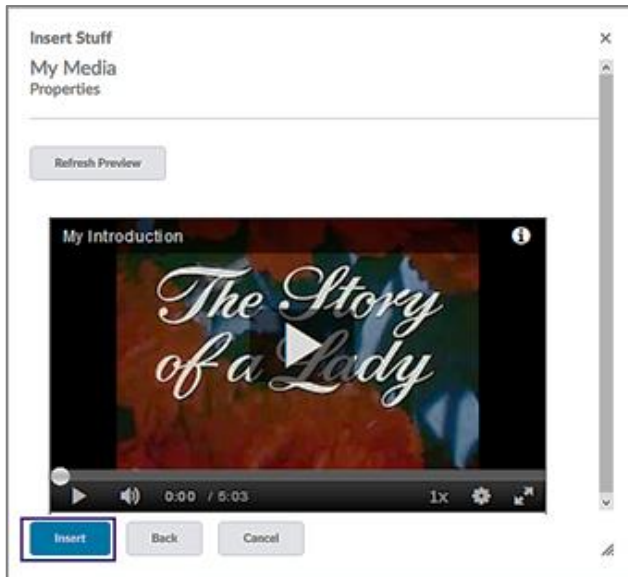 Insert Stuff
My Media
Properties
Refresh Preview
My Introduction
The Story
of a Lady
0:00 / 5:03 1x
Insert Back Cancel